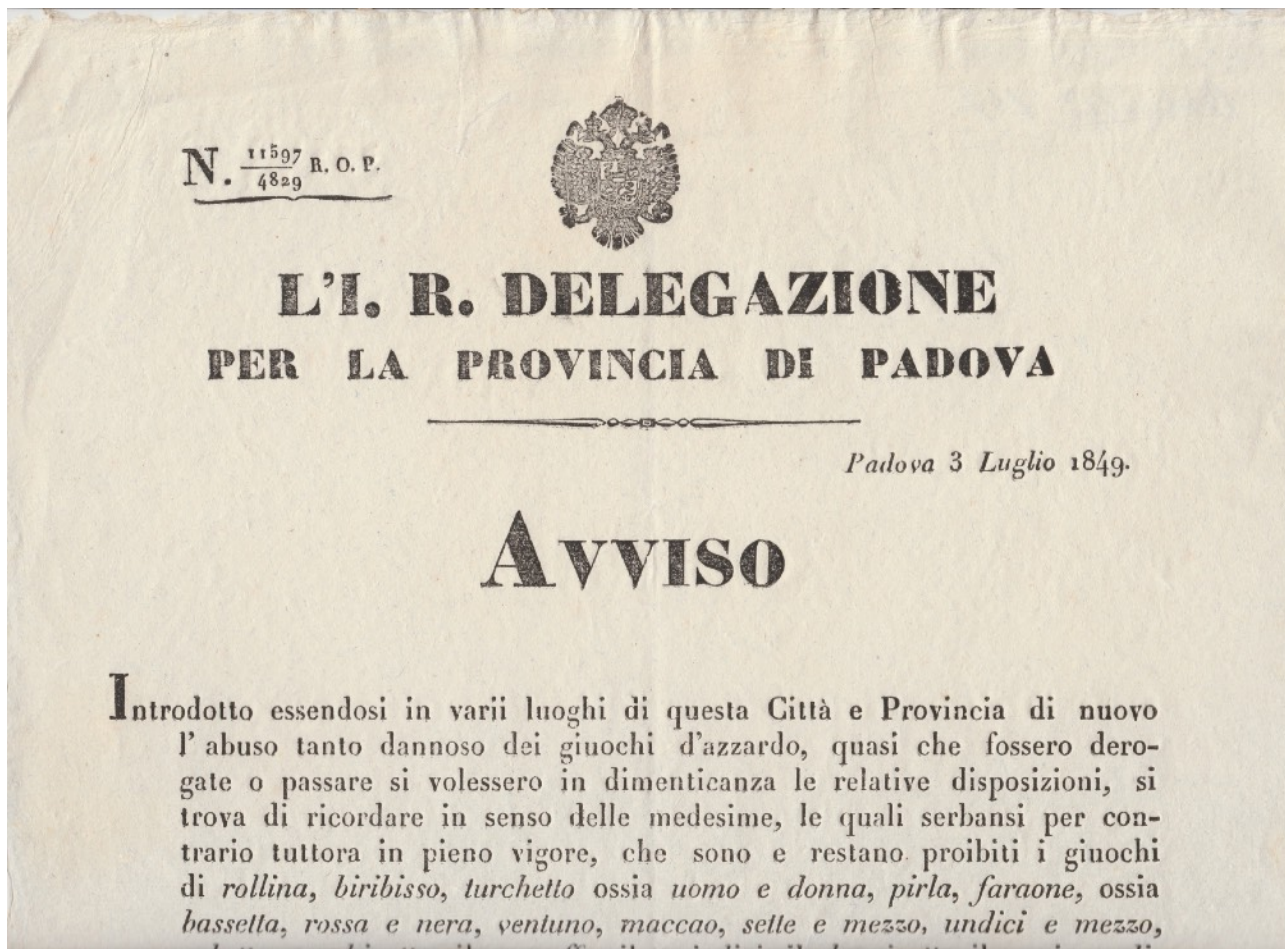 N. 11597/4829 R. O. P.
L'I. R. DELEGAZIONE
PER LA PROVINCIA DI PADOVA
Padova 3 Luglio 1849.
AVVISO
Introdotto essendosi in varii luoghi di questa Città e Provincia di nuovo
l' abuso tanto dannoso dei giuochi d'azzardo, quasi che fossero dero-
gate o passare si volessero in dimenticanza le relative disposizioni, si
trova di ricordare in senso delle medesime, le quali serbansi per con-
trario tuttora in pieno vigore, che sono e restano proibiti i giuochi
di rollina, biribisso, turchetto ossia uomo e donna, pirla, faraone, ossia
bassetta, rossa e nera, ventuno, maccao, sette e mezzo, undici e mezzo,